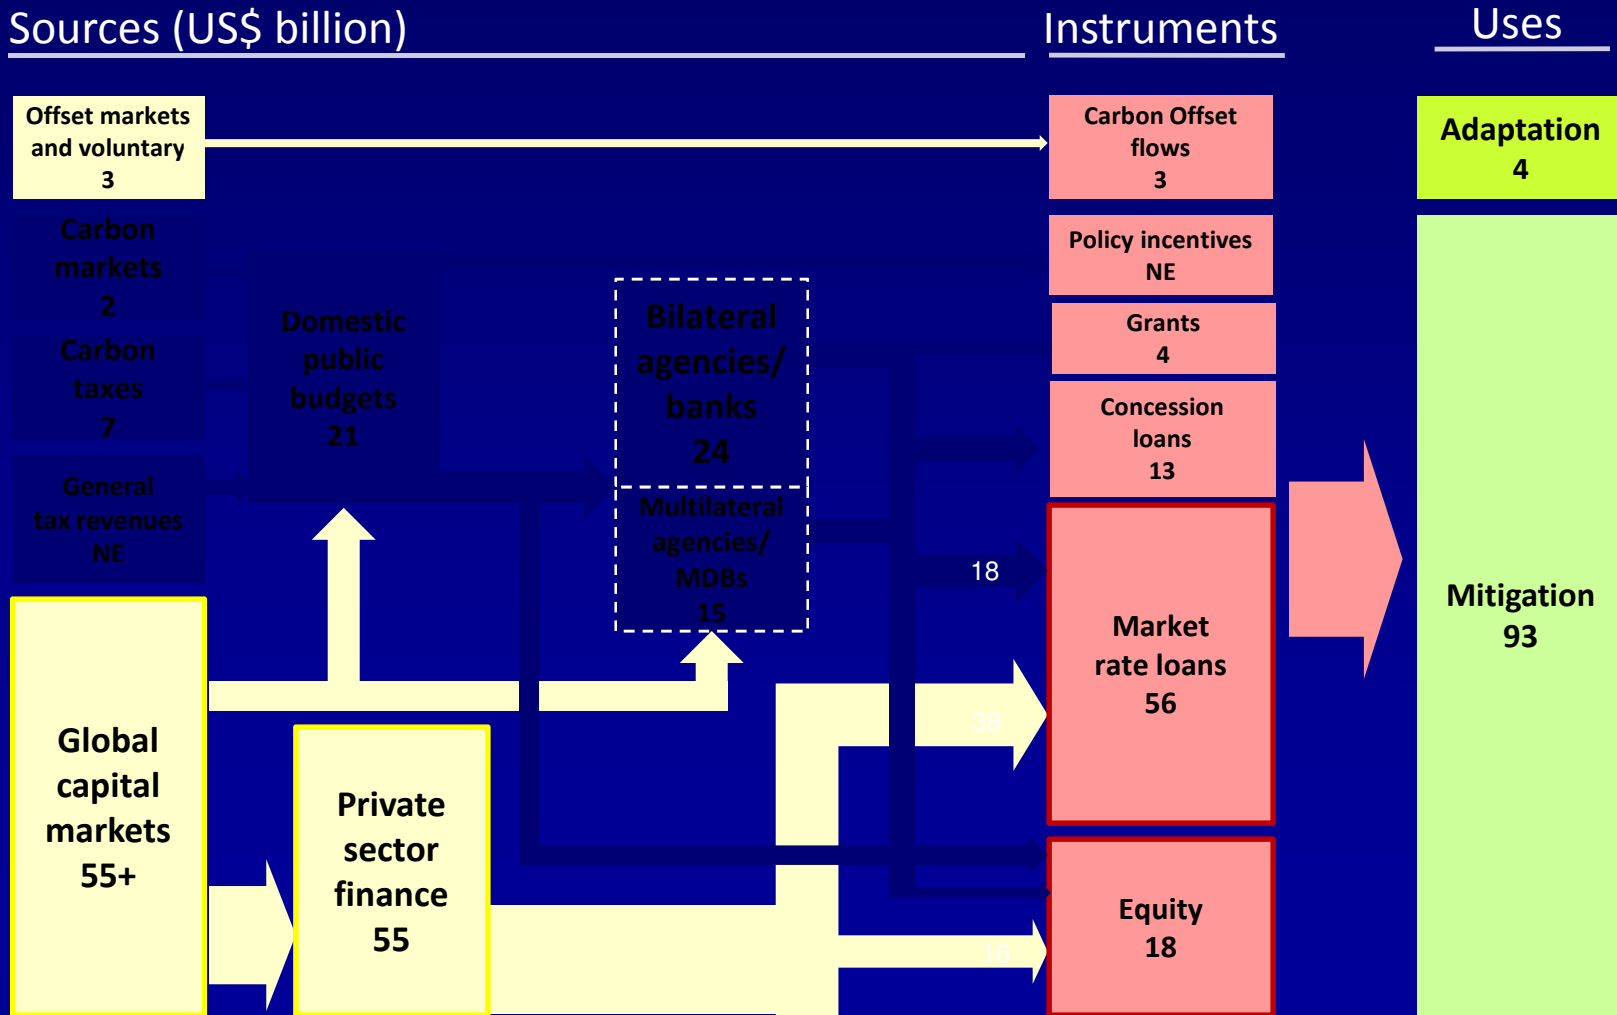 Sources (US$ billion)
Instruments
Uses
Offset markets
and voluntary
3
Carbon Offset
flows
3
Adaptation
4
Carbon
markets
2
Policy incentives
NE
Domestic
public
budgets
21
Bilateral
agencies/
banks
24
Grants
4
Carbon
taxes
7
Concession
loans
13
General
tax revenues
NE
Multilateral
agencies/
MDBs
15
18
Market
rate loans
56
Mitigation
93
38
Global
capital
markets
55+
Private
sector
finance
55
Equity
18
16